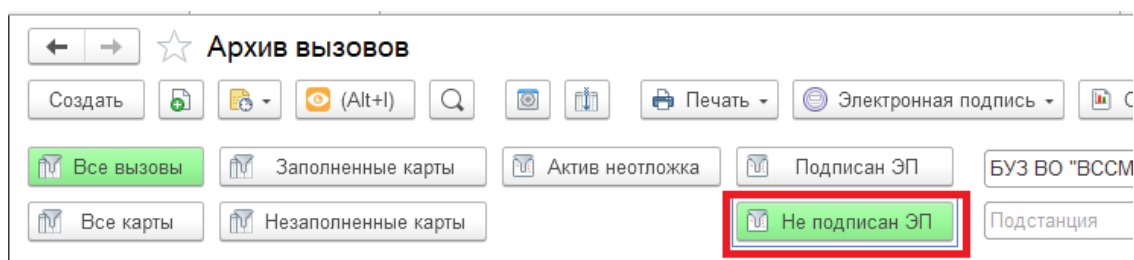 Архив вызовов
Создать (Alt+I) Печать Электронная подпись
Все вызовы Заполненные карты Актив неотложка Подписан ЭП БУЗ ВО "ВССМ
Все карты Незаполненные карты Не подписан ЭП Подстанция